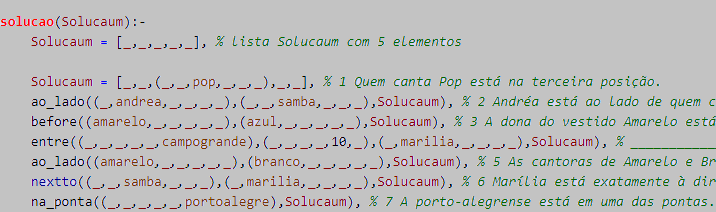 solucao(Solucaum):-
Solucaum = [_,_,_,_,_], % lista Solucaum com 5 elementos
Solucaum = [_,_,(_,_,pop,_,_,_),_,_], % 1 Quem canta Pop está na terceira posição.
ao_lado((_,andrea,_,_,_,_),(_,_,samba,_,_,_),Solucaum), % 2 Andréa está ao lado de quem c
before((amarelo,_,_,_,_,_),(azul,_,_,_,_,_),Solucaum), % 3 A dona do vestido Amarelo está
entre((_,_,_,_,_,campogrande),(_,_,_,_,10,_),(_,marilia,_,_,_,_),Solucaum), % ____________
ao_lado((amarelo,_,_,_,_,_),(branco,_,_,_,_,_),Solucaum), % 5 As cantoras de Amarelo e Br
nextto((_,_,samba,_,_,_),(_,marilia,_,_,_,_),Solucaum), % 6 Marília está exatamente à dir
na_ponta((_,_,_,_,_,portoalegre),Solucaum), % 7 A porto-alegrense está em uma das pontas.